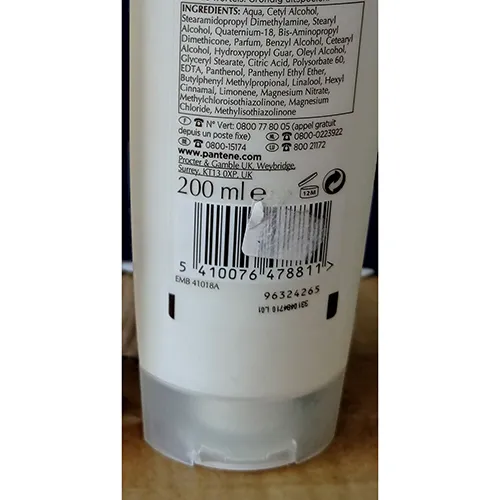 INGREDIENTS: Aqua, Cetyl Alcohol,
Stearamidopropyl Dimethylamine, Stearyl
Alcohol, Quaternium-18, Bis-Aminopropyl
Dimethicone, Parfum, Benzyl Alcohol, Cetearyl
Alcohol, Hydroxypropyl Guar, Oleyl Alcohol,
Glyceryl Stearate, Citric Acid, Polysorbate 60,
EDTA, Panthenol, Panthenyl Ethyl Ether,
Butylphenyl Methylpropional, Linalool, Hexyl
Cinnamal, Limonene, Magnesium Nitrate,
Methylchloroisothiazolinone, Magnesium
Chloride, Methylisothiazolinone
F ☎ N° Vert: 0800 77 80 05 (appel gratuit
depuis un poste fixe) B ☎ 0800-0223922
NL ☎ 0800-15174 LU ☎ 800 21172
www.pantene.com
Procter & Gamble UK, Weybridge,
Surrey, KT13 0XP, UK
200 ml e 12M
5 410076 478811 >
EMB 41018A
96324265